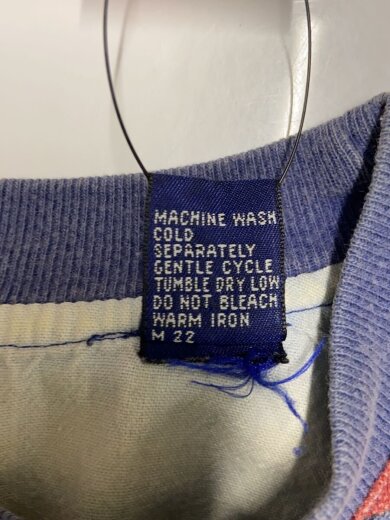 MACHINE WASH
COLD
SEPARATELY
GENTLE CYCLE
TUMBLE DRY LOW
DO NOT BLEACH
WARM IRON
M 22